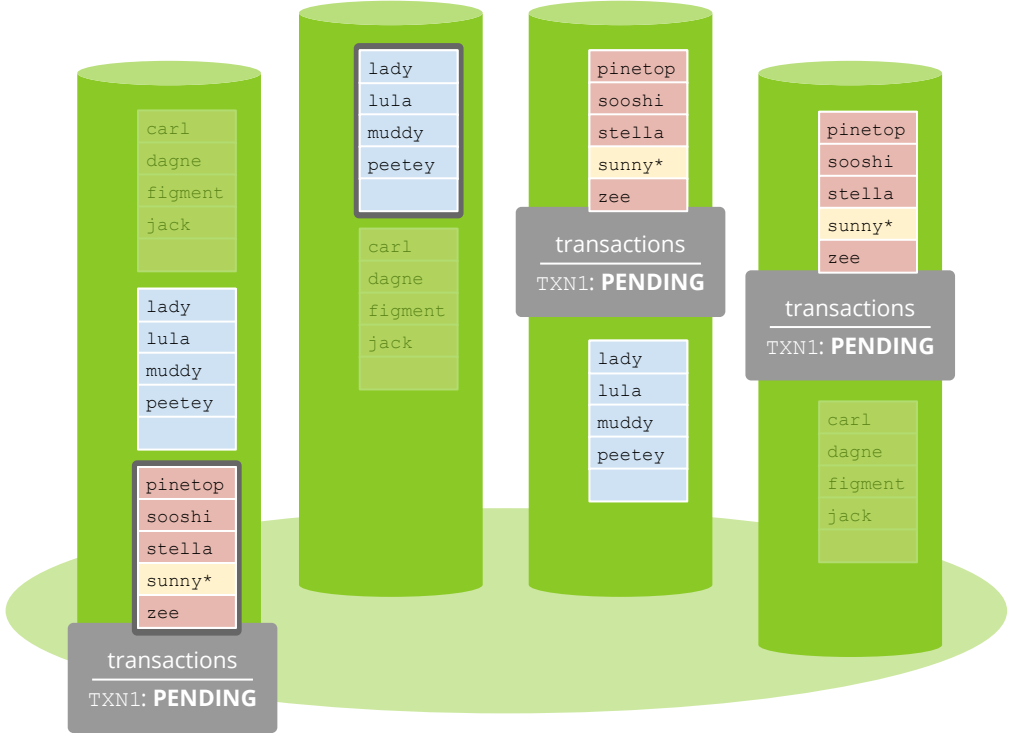 carl
dagne
figment
jack
lady
lula
muddy
peetey
pinetop
sooshi
stella
sunny*
zee
transactions
TXN1: PENDING
lady
lula
muddy
peetey
carl
dagne
figment
jack
pinetop
sooshi
stella
sunny*
zee
transactions
TXN1: PENDING
lady
lula
muddy
peetey
pinetop
sooshi
stella
sunny*
zee
transactions
TXN1: PENDING
carl
dagne
figment
jack